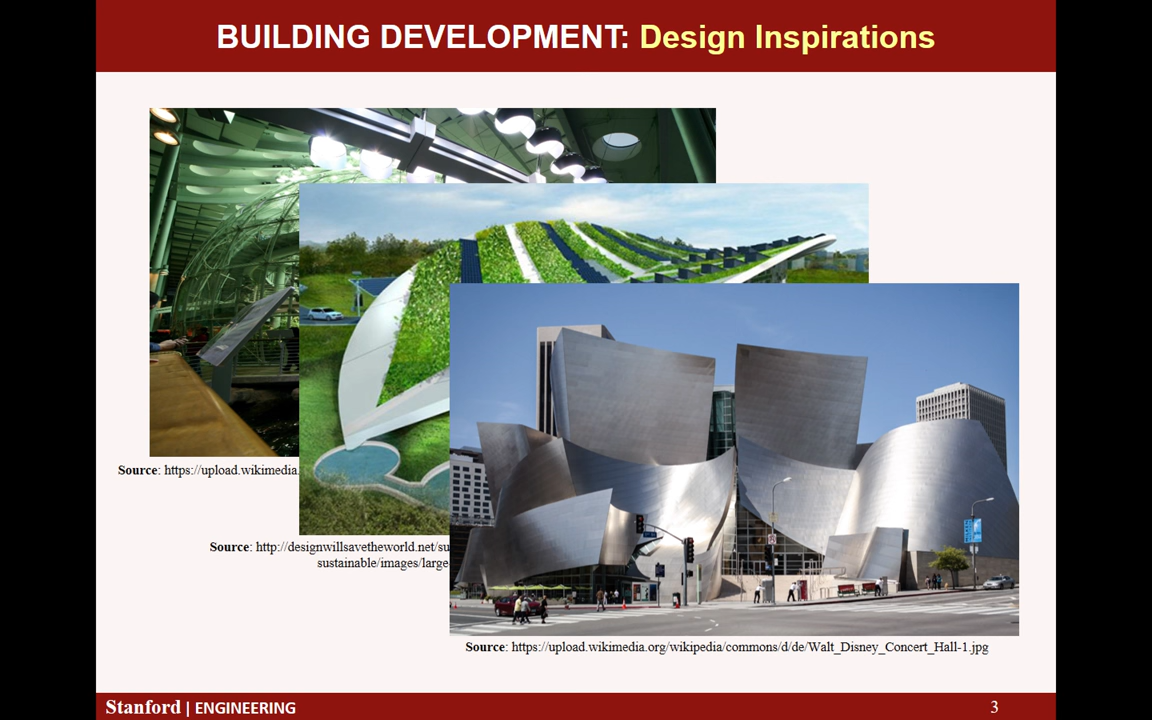 BUILDING DEVELOPMENT: Design Inspirations
Source: https://upload.wikimedia.
Source: http://designwillsavetheworld.net/su
sustainable/images/large
Source: https://upload.wikimedia.org/wikipedia/commons/d/de/Walt_Disney_Concert_Hall-1.jpg
Stanford | ENGINEERING
3